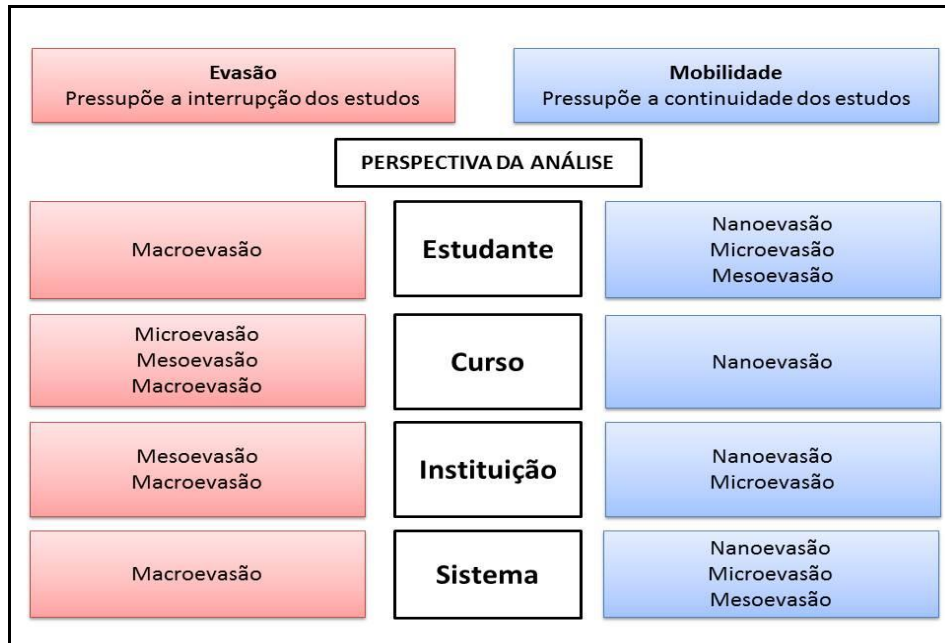 Evasão
Pressupõe a interrupção dos estudos
Mobilidade
Pressupõe a continuidade dos estudos
PERSPECTIVA DA ANÁLISE
Macroevasão
Estudante
Nanoevasão
Microevasão
Mesoevasão
Microevasão
Mesoevasão
Macroevasão
Curso
Nanoevasão
Mesoevasão
Macroevasão
Instituição
Nanoevasão
Microevasão
Macroevasão
Sistema
Nanoevasão
Microevasão
Mesoevasão